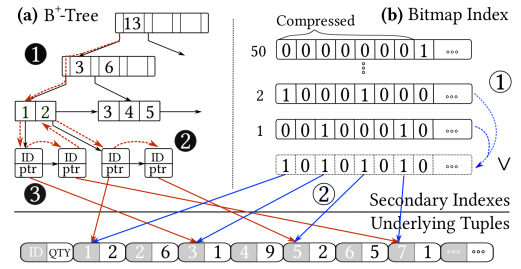 (a) B+-Tree
13
❶
3 6
1 2
3 4 5
❷
ID ptr
ID ptr
ID ptr
ID ptr
❸
(b) Bitmap Index
Compressed
50 0 0 0 0 0 0 0 1 °°°
2 1 0 0 0 1 0 0 0 °°°
①
1 0 0 1 0 0 0 1 0 °°°
1 0 1 0 1 0 1 0 °°° ∨
②
Secondary Indexes
Underlying Tuples
ID QTY 1 2 2 6 3 1 4 9 5 2 6 5 7 1 °°° °°°